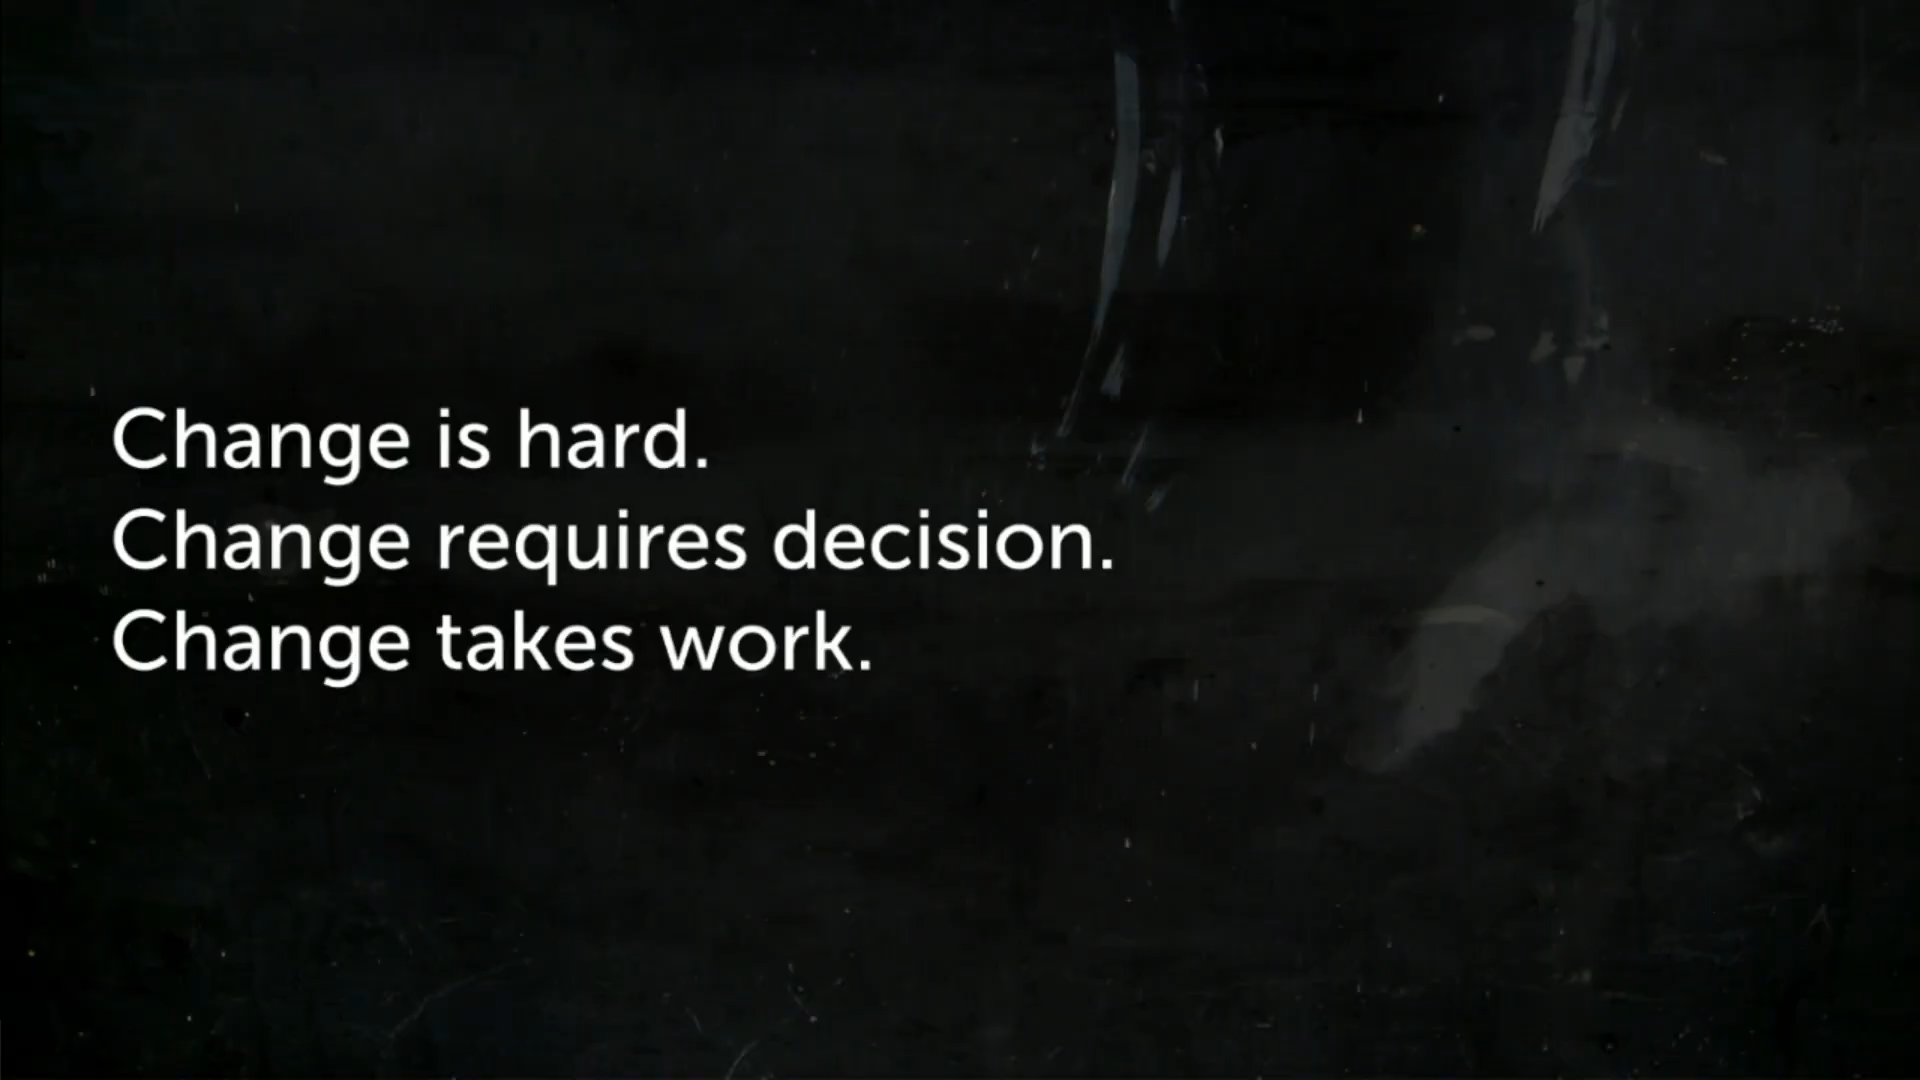 Change is hard.
Change requires decision.
Change takes work.